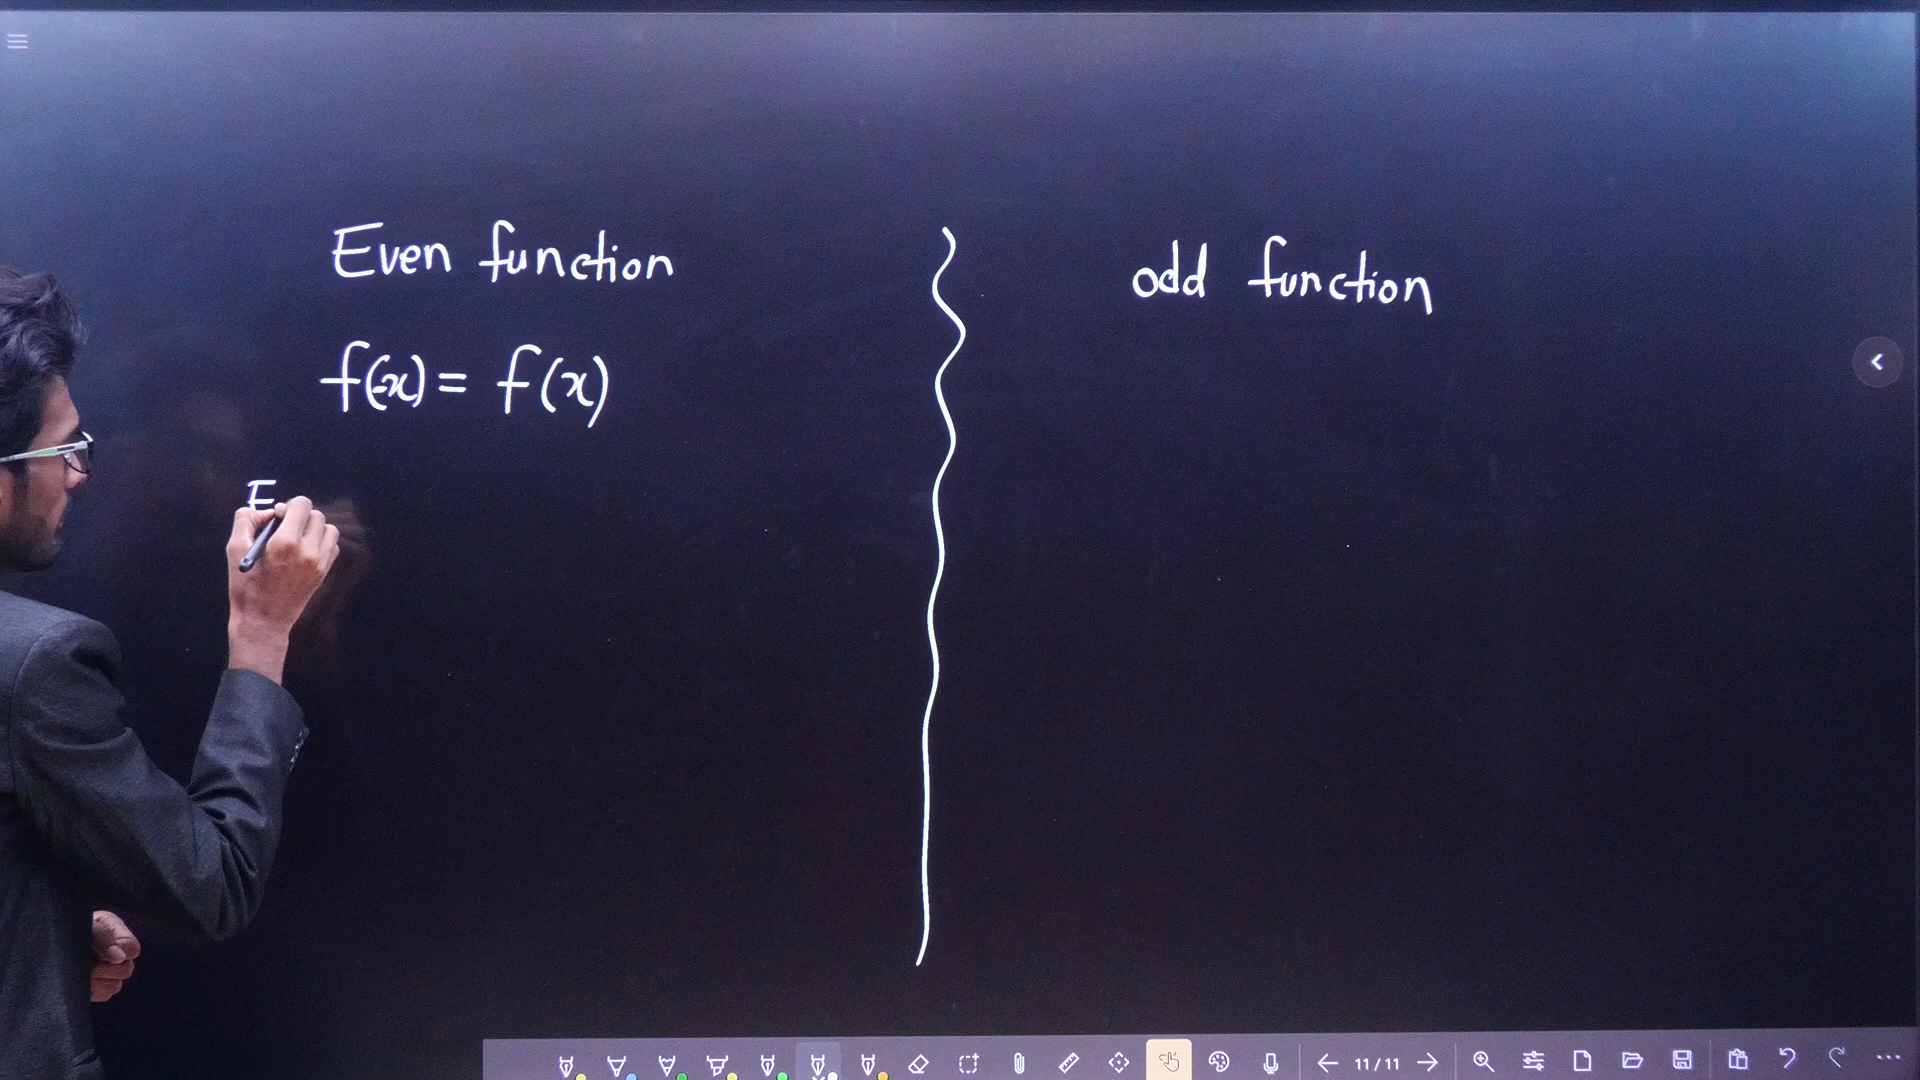 Even function
f(-x) = f(x)
E
odd function
11/11